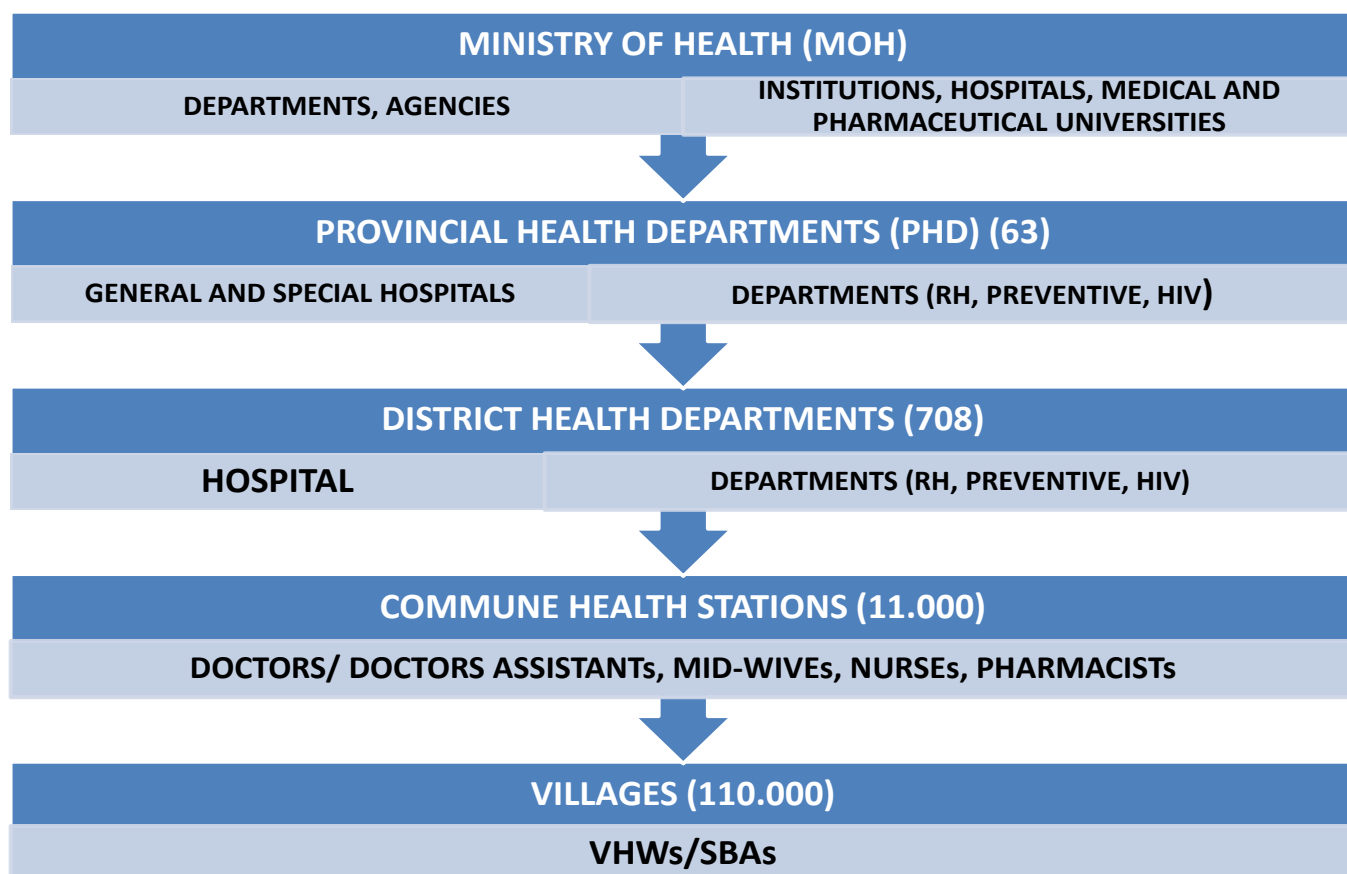 MINISTRY OF HEALTH (MOH)
DEPARTMENTS, AGENCIES
INSTITUTIONS, HOSPITALS, MEDICAL AND
PHARMACEUTICAL UNIVERSITIES
PROVINCIAL HEALTH DEPARTMENTS (PHD) (63)
GENERAL AND SPECIAL HOSPITALS
DEPARTMENTS (RH, PREVENTIVE, HIV)
DISTRICT HEALTH DEPARTMENTS (708)
HOSPITAL
DEPARTMENTS (RH, PREVENTIVE, HIV)
COMMUNE HEALTH STATIONS (11.000)
DOCTORS/ DOCTORS ASSISTANTs, MID-WIVEs, NURSEs, PHARMACISTs
VILLAGES (110.000)
VHWs/SBAs